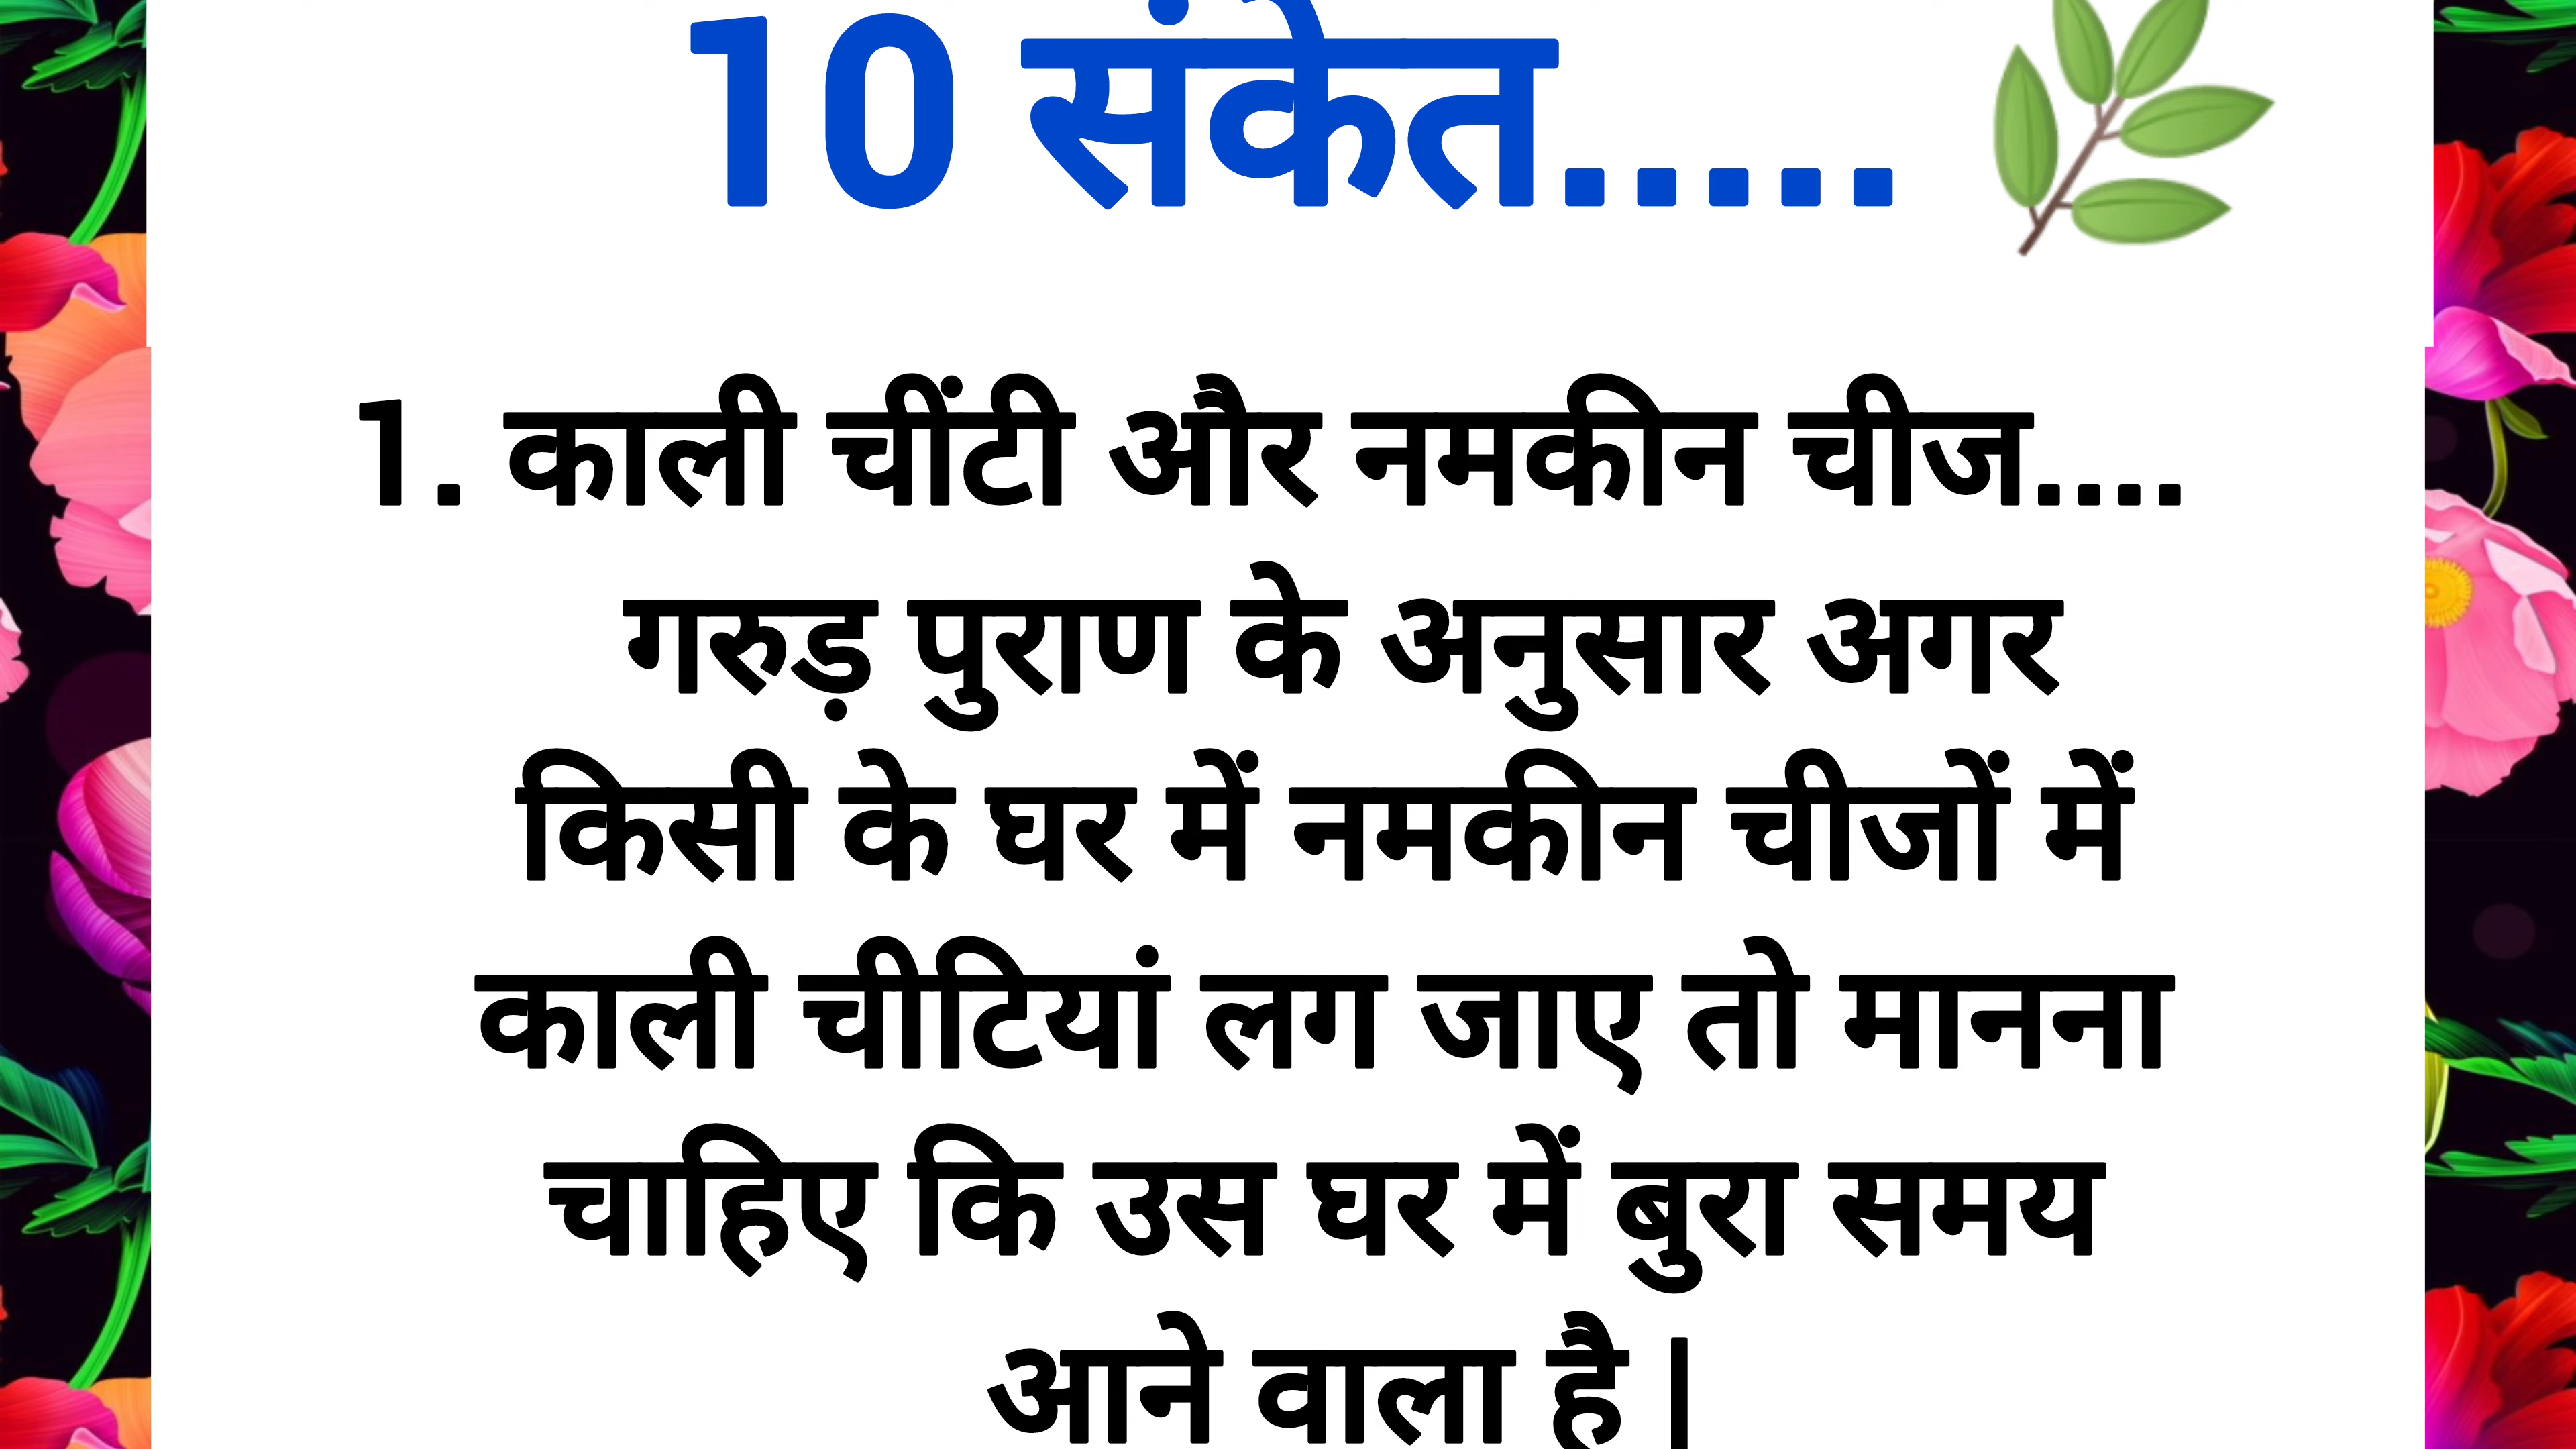 10 संकेत.....
1. काली चींटी और नमकीन चीज....
गरुड़ पुराण के अनुसार अगर
किसी के घर में नमकीन चीजों में
काली चीटियां लग जाए तो मानना
चाहिए कि उस घर में बुरा समय
आने वाला है |